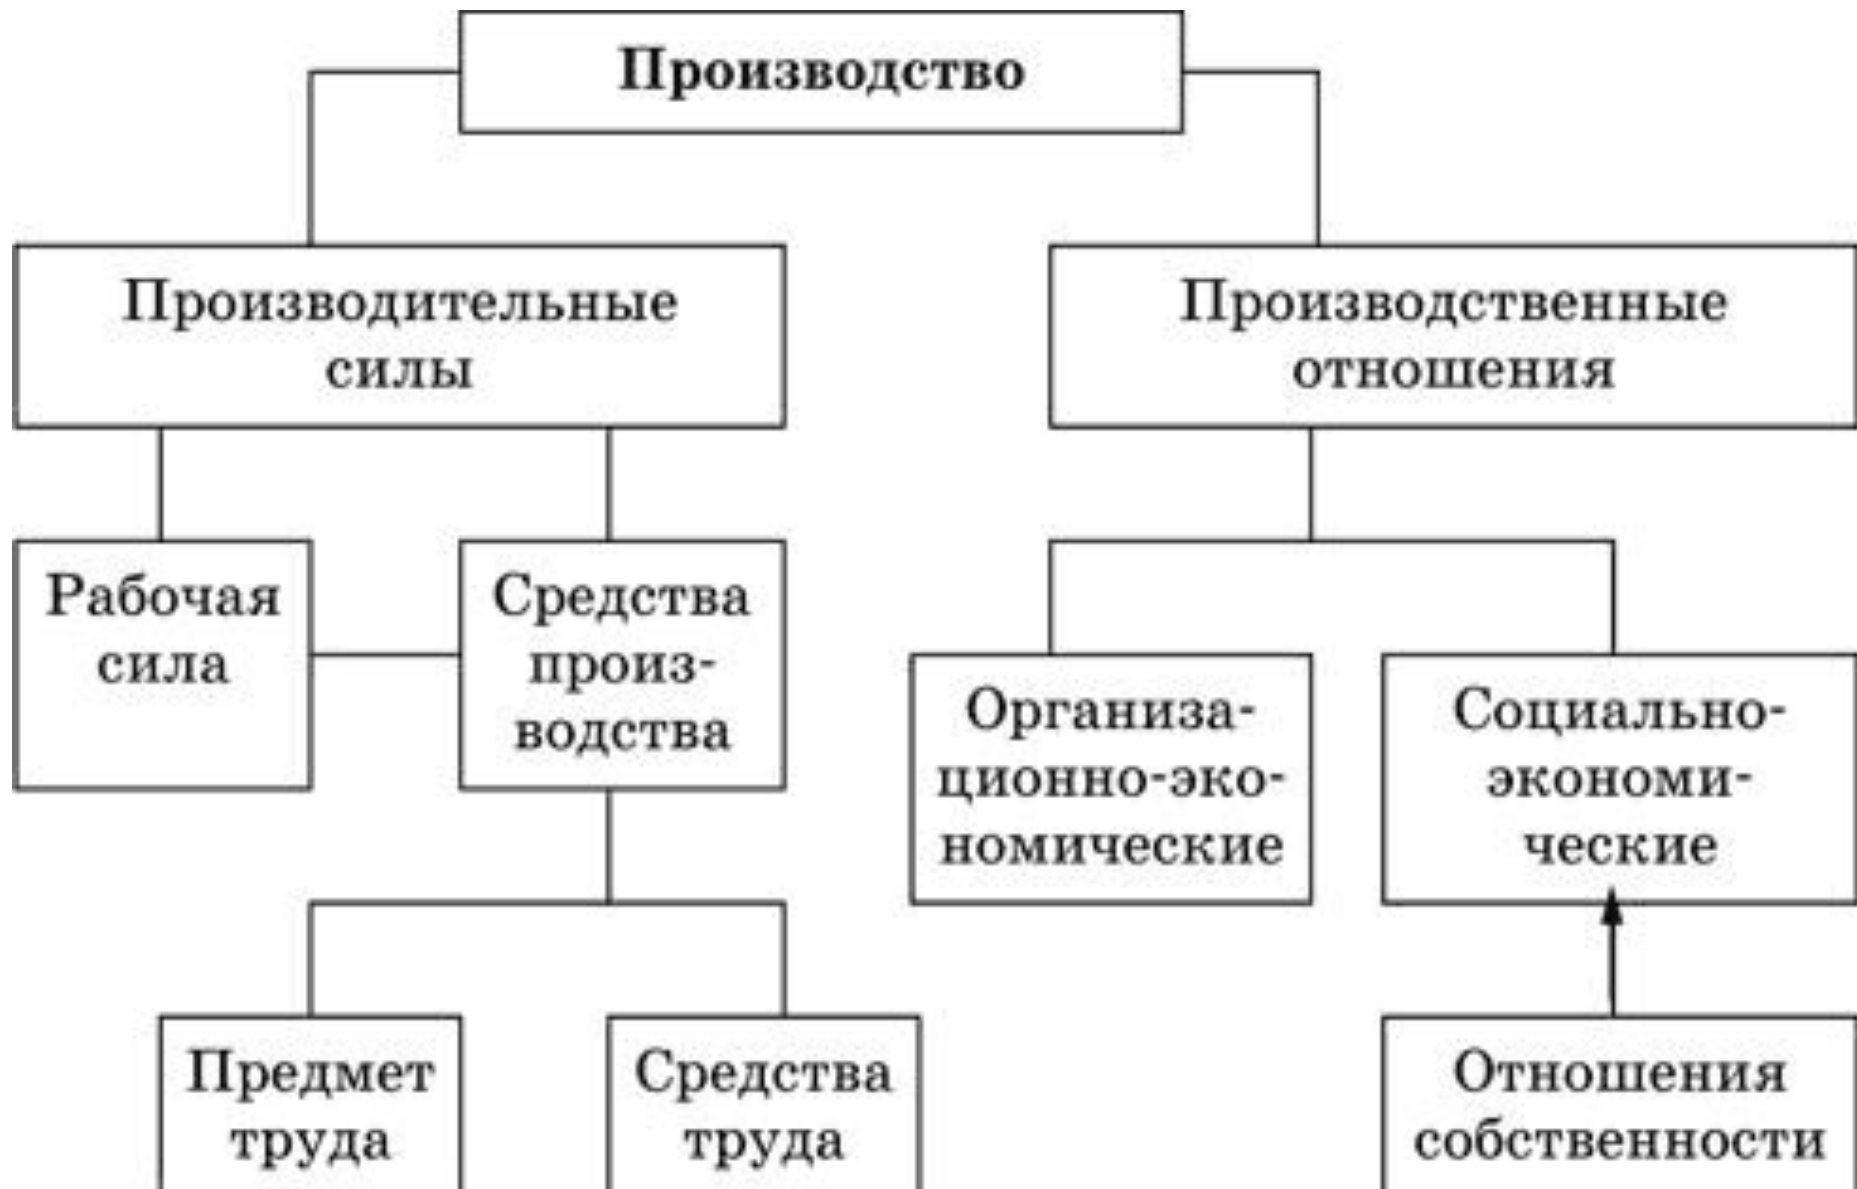 Производство
Производительные
силы
Производственные
отношения
Рабочая
сила
Средства
произ-
водства
Организа-
ционно-эко-
номические
Социально-
экономи-
ческие
Предмет
труда
Средства
труда
Отношения
собственности